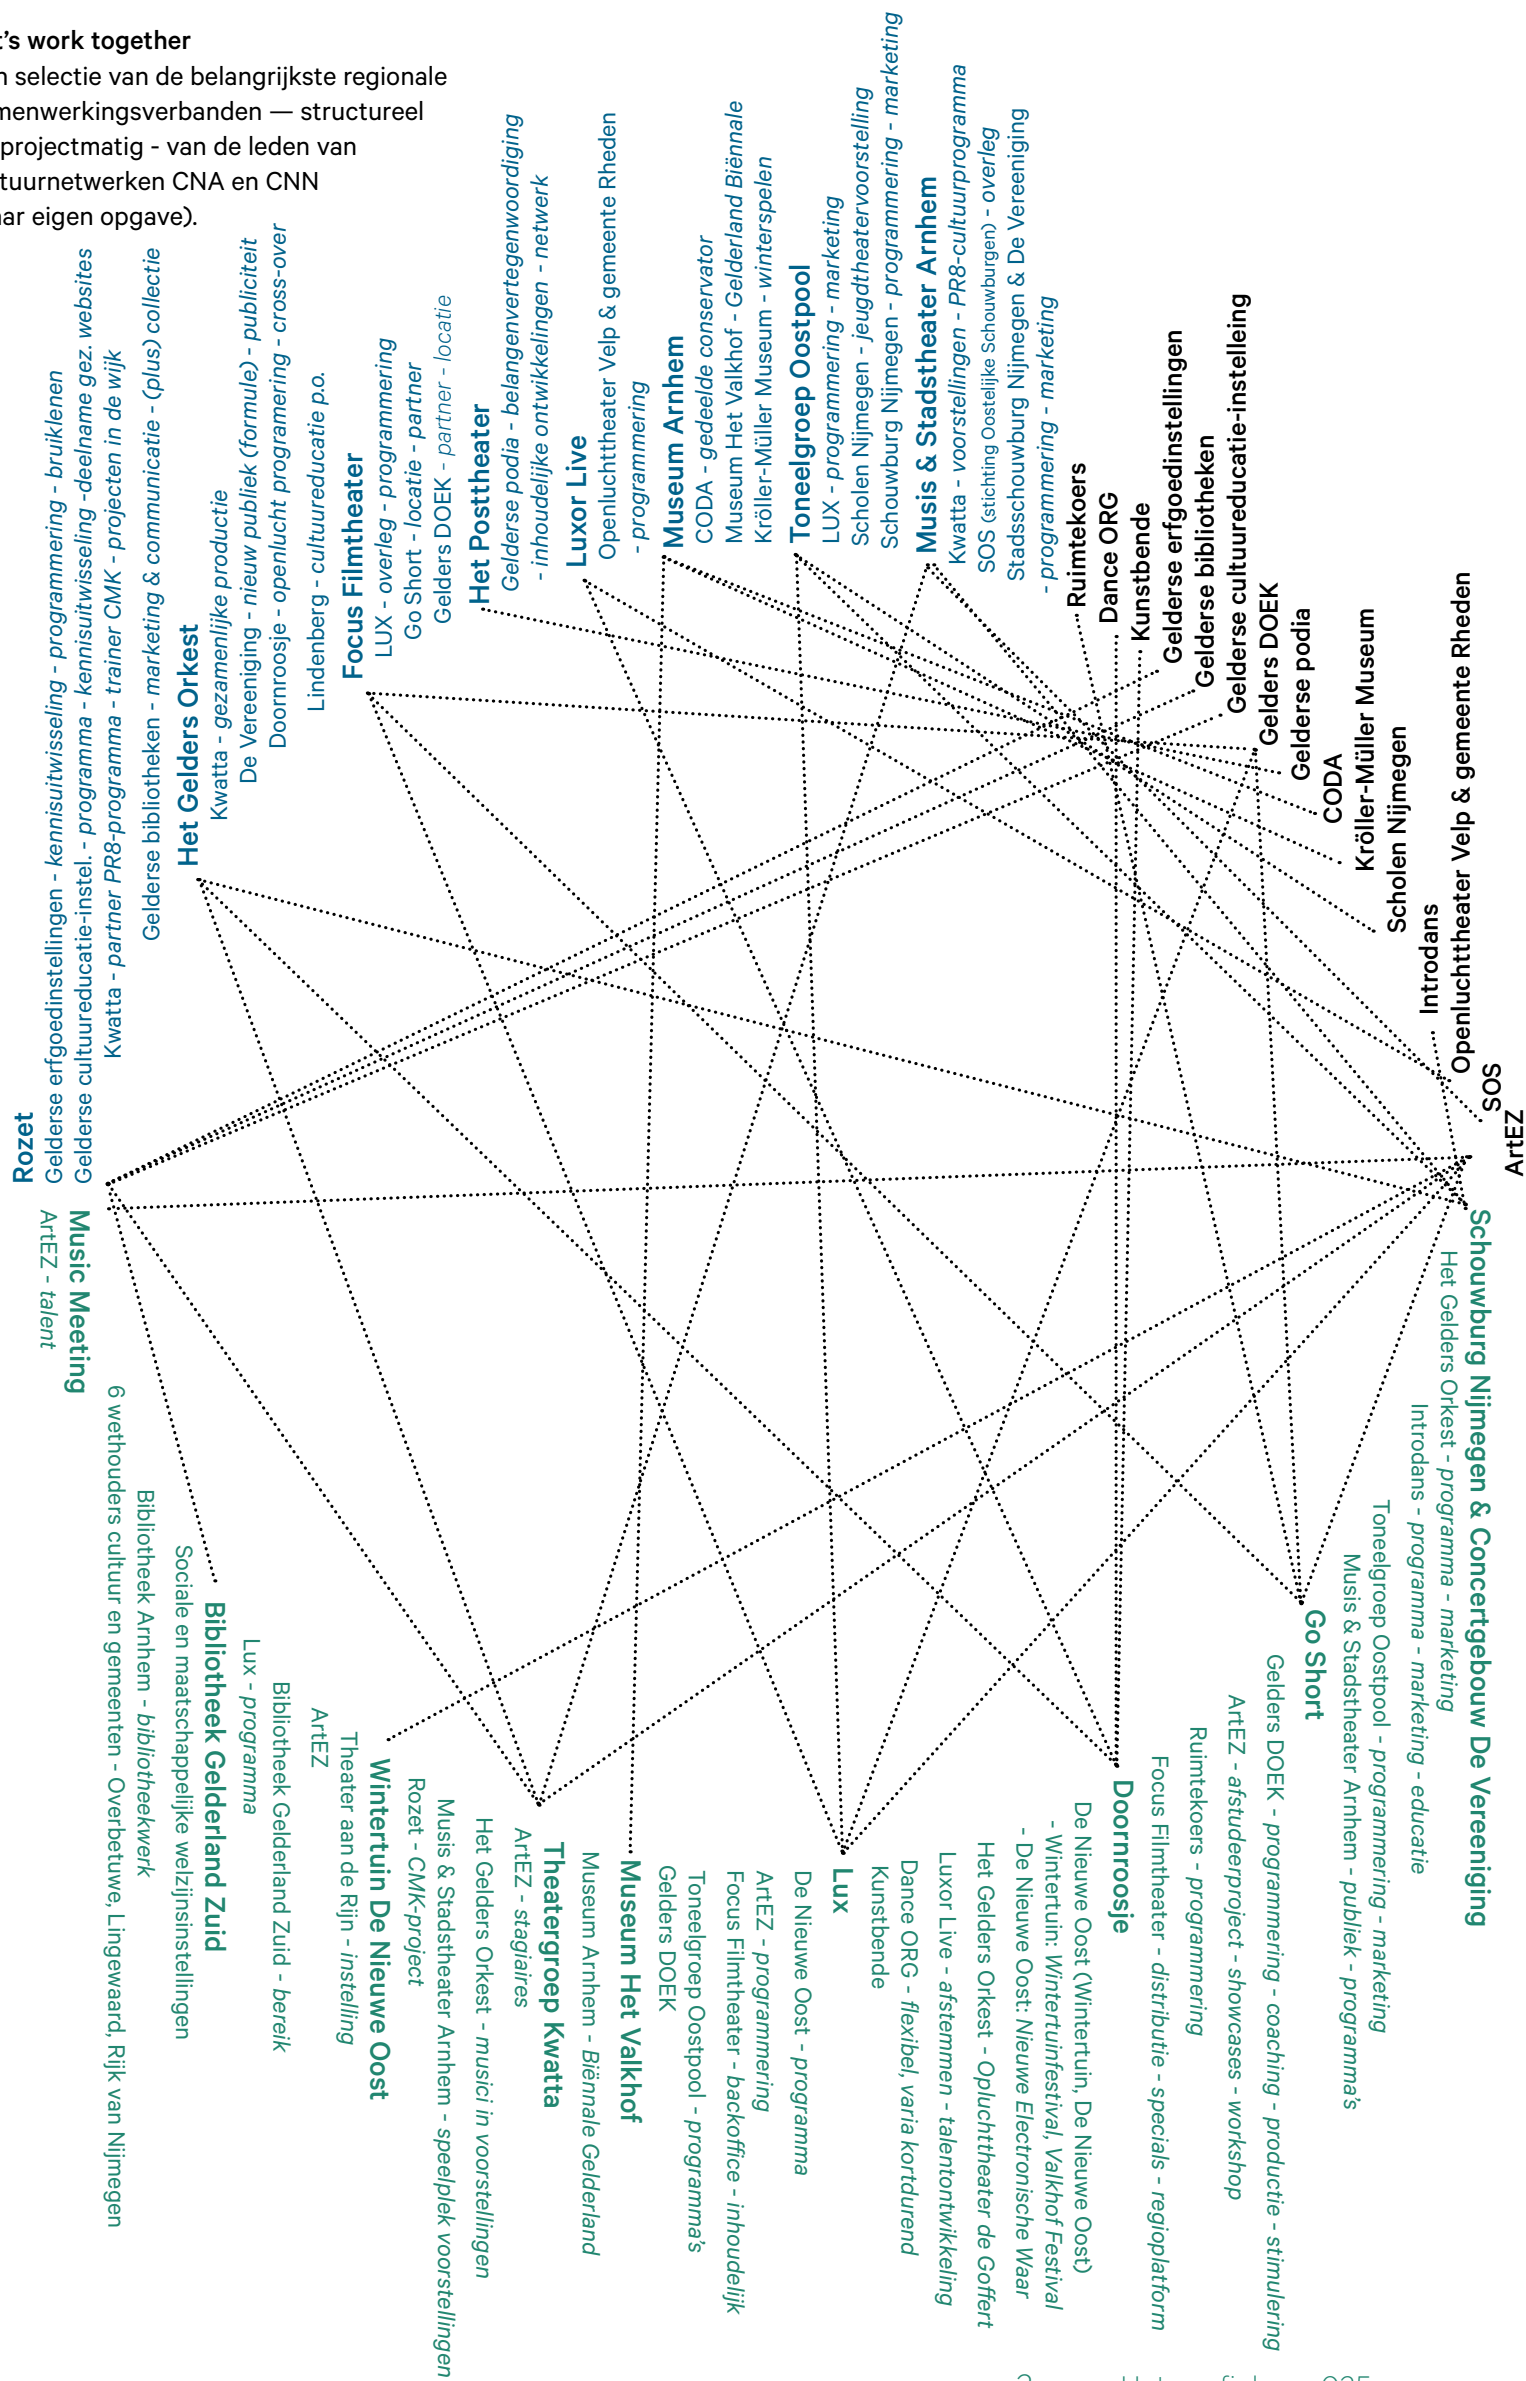 t's work together
n selectie van de belangrijkste regionale
menwerkingsverbanden — structureel
projectmatig - van de leden van
tuurnetwerken CNA en CNN
ar eigen opgave).
Rozet
Gelderse erfgoedinstellingen - kennisuitwisseling - programmering - bruiklenen
Gelderse cultuureducatie-instel. - programma - kennisuitwisseling -deelname gez. websites
Kwatta - partner PR8-programma - trainer CMK - projecten in de wijk
Gelderse bibliotheken - marketing & communicatie - (plus) collectie
Het Gelders Orkest
Kwatta - gezamenlijke productie
De Vereeniging - nieuw publiek (formule) - publiciteit
Doornroosje - openlucht programering - cross-over
Lindenberg - cultuureducatie p.o.
Focus Filmtheater
LUX - overleg - programmering
Go Short - locatie - partner
Gelders DOEK - partner - locatie
Het Posttheater
Gelderse podia - belangenvertegenwoordiging
- inhoudelijke ontwikkelingen - netwerk
Luxor Live
Openluchttheater Velp & gemeente Rheden
- programmering
Museum Arnhem
CODA - gedeelde conservator
Museum Het Valkhof - Gelderland Biënnale
Kröller-Müller Museum - winterspelen
Toneelgroep Oostpool
LUX - programmering - marketing
Scholen Nijmegen - jeugdtheatervoorstelling
Schouwburg Nijmegen - programmering - marketing
Musis & Stadstheater Arnhem
Kwatta - voorstellingen - PR8-cultuurprogramma
SOS (stichting Oostelijke Schouwburgen) - overleg
Stadsschouwburg Nijmegen & De Vereeniging
- programmering - marketing
Ruimtekoers
Dance ORG
Kunstbende
Gelderse erfgoedinstellingen
Gelderse bibliotheken
Gelderse cultuureducatie-instelleing
Gelders DOEK
Gelderse podia
CODA
Kröller-Müller Museum
Scholen Nijmegen
Introdans
Openluchttheater Velp & gemeente Rheden
SOS
ArtEZ
Schouwburg Nijmegen & Concertgebouw De Vereeniging
Het Gelders Orkest - programma - marketing
Introdans - programma - marketing - educatie
Toneelgroep Oostpool - programmering - marketing
Musis & Stadstheater Arnhem - publiek - programma's
Go Short
Gelders DOEK - programmering - coaching - productie - stimulering
ArtEZ - afstudeerproject - showcases - workshop
Ruimtekoers - programmering
Focus Filmtheater - distributie - specials - regioplatform
Doornroosje
De Nieuwe Oost (Wintertuin, De Nieuwe Oost)
- Wintertuin: Wintertuinfestival, Valkhof Festival
- De Nieuwe Oost: Nieuwe Electronische Waar
Het Gelders Orkest - Opluchttheater de Goffert
Luxor Live - afstemmen - talentontwikkeling
Dance ORG - flexibel, varia kortdurend
Kunstbende
Lux
De Nieuwe Oost - programma
ArtEZ - programmering
Focus Filmtheater - backoffice - inhoudelijk
Toneelgroep Oostpool - programma's
Gelders DOEK
Museum Het Valkhof
Museum Arnhem - Biënnale Gelderland
Theatergroep Kwatta
ArtEZ - stagiaires
Het Gelders Orkest - musici in voorstellingen
Musis & Stadstheater Arnhem - speelplek voorstellingen
Rozet - CMK-project
Wintertuin De Nieuwe Oost
Theater aan de Rijn - instelling
ArtEZ
Bibliotheek Gelderland Zuid - bereik
Lux - programma
Bibliotheek Gelderland Zuid
Sociale en maatschappelijke welzijnsinstellingen
Bibliotheek Arnhem - bibliotheekwerk
6 wethouders cultuur en gemeenten - Overbetuwe, Lingewaard, Rijk van Nijmegen
Music Meeting
ArtEZ - talent